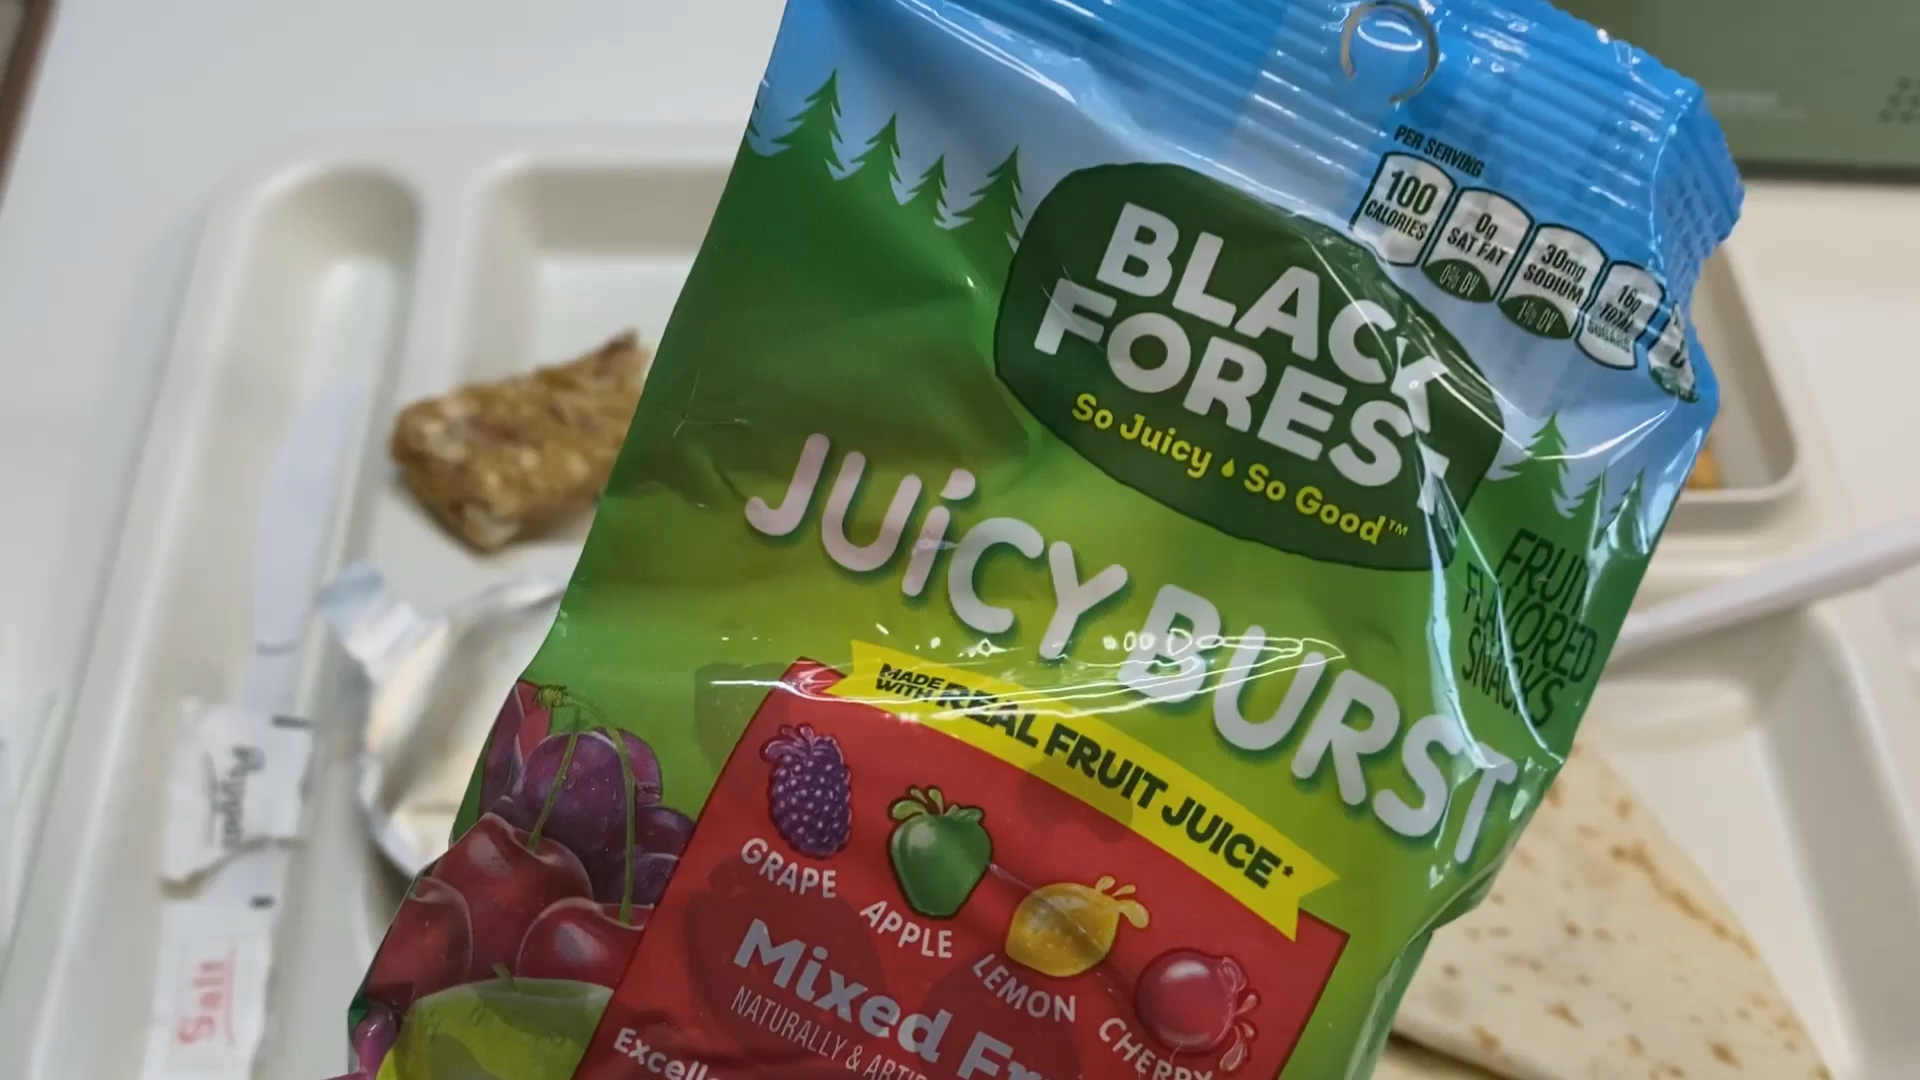 PER SERVING
100
CALORIES
0g
SAT FAT
0% DV
30mg
SODIUM
1% DV
16g
TOTAL
SUGARS
BLACK
FOREST
So Juicy So Good™
JUICY BURST
FRUIT
FLAVORED
SNACKS
MADE
WITH REAL FRUIT JUICE*
GRAPE
APPLE
LEMON
CHERRY
Mixed
NATURALLY &
Salt